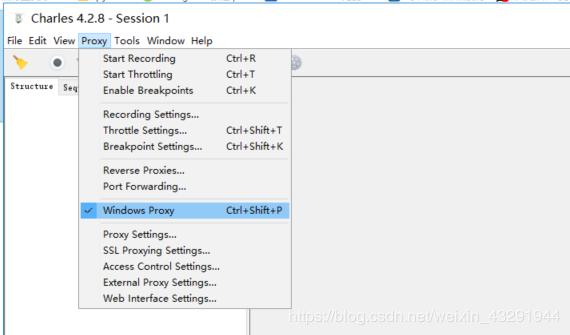 Charles 4.2.8 - Session 1
File Edit View Proxy Tools Window Help
Structure Seq
Start Recording Ctrl+R
Start Throttling Ctrl+T
Enable Breakpoints Ctrl+K
Recording Settings...
Throttle Settings... Ctrl+Shift+T
Breakpoint Settings... Ctrl+Shift+K
Reverse Proxies...
Port Forwarding...
Windows Proxy Ctrl+Shift+P
Proxy Settings...
SSL Proxying Settings...
Access Control Settings...
External Proxy Settings...
Web Interface Settings...
https://blog.csdn.net/weixin_43291944